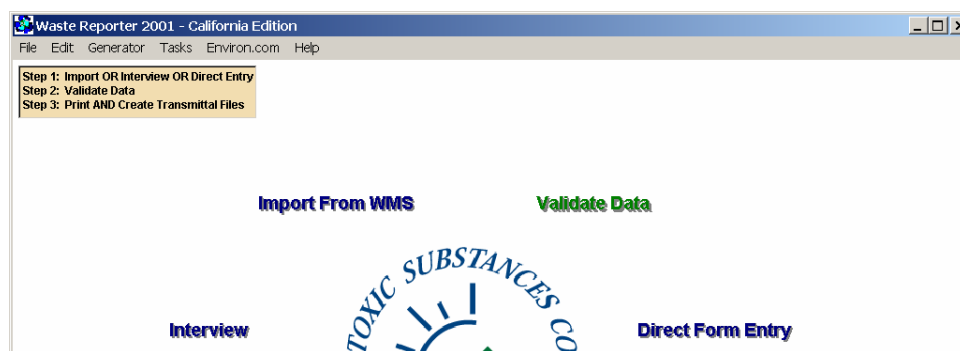 Waste Reporter 2001 - California Edition
File Edit Generator Tasks Environ.com Help
Step 1: Import OR Interview OR Direct Entry
Step 2: Validate Data
Step 3: Print AND Create Transmittal Files
Import From WMS Validate Data
TOXIC SUBSTANCES CO
Interview Direct Form Entry